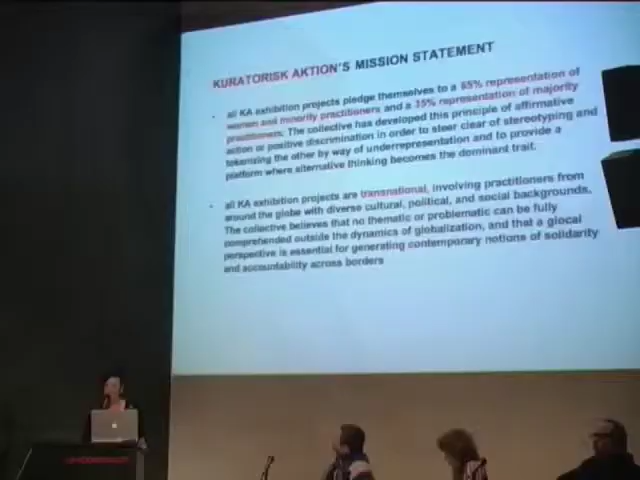 KURATORISK AKTION'S MISSION STATEMENT
all KA exhibition projects pledge themselves to a 65% representation of
women and minority practitioners and a 35% representation of majority
practitioners. The collective has developed this principle of affirmative
action or positive discrimination in order to steer clear of stereotyping and
tokenizing the other by way of underrepresentation and to provide a
platform where alternative thinking becomes the dominant trait.
all KA exhibition projects are transnational, involving practitioners from
around the globe with diverse cultural, political, and social backgrounds.
The collective believes that no thematic or problematic can be fully
comprehended outside the dynamics of globalization, and that a glocal
perspective is essential for generating contemporary notions of solidarity
and accountability across borders